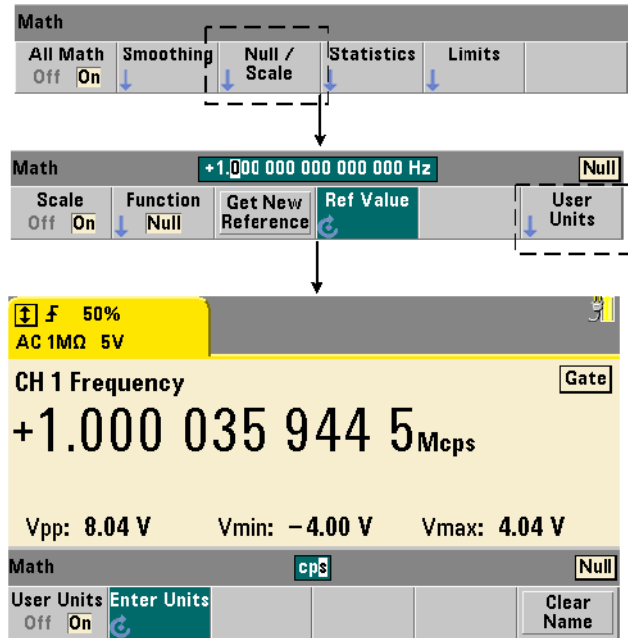 Math
All Math Smoothing Null / Statistics Limits
Off On Scale
Math +1.000 000 000 000 000 Hz Null
Scale Function Get New Ref Value User
Off On Null Reference Units
50%
AC 1MΩ 5V
CH 1 Frequency Gate
+1.000 035 944 5 Mcps
Vpp: 8.04 V Vmin: −4.00 V Vmax: 4.04 V
Math cps Null
User Units Enter Units Clear
Off On Name